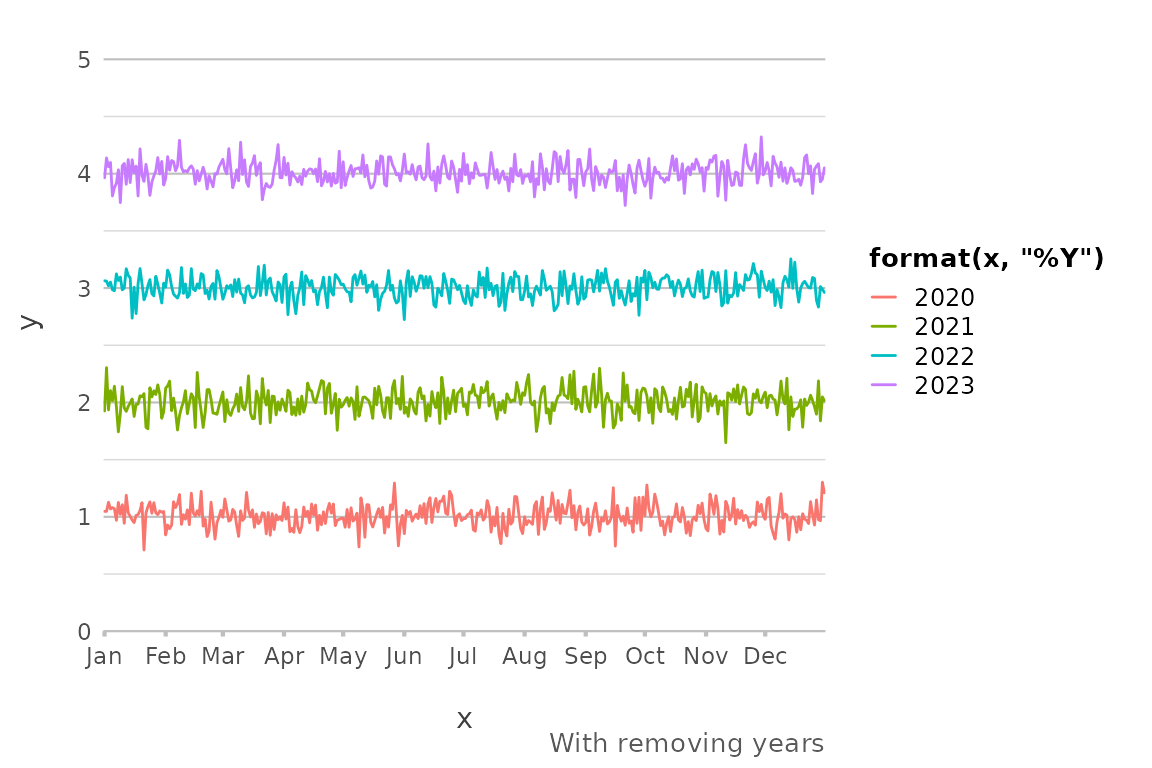 5
4
3
2
1
0
y
Jan Feb Mar Apr May Jun Jul Aug Sep Oct Nov Dec
x
With removing years
format(x, "%Y")
2020
2021
2022
2023